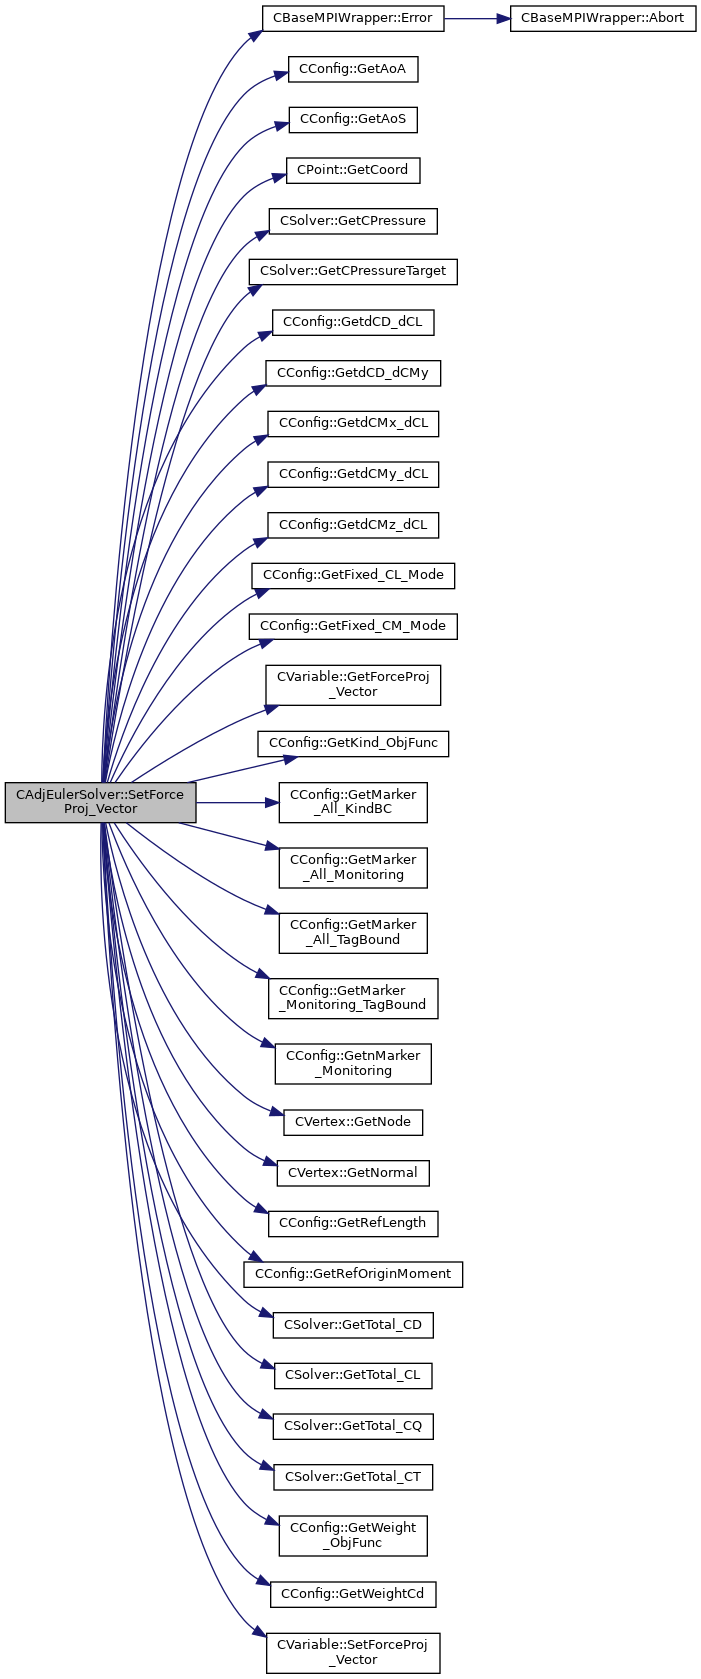 CBaseMPIWrapper::Error
CBaseMPIWrapper::Abort
CConfig::GetAoA
CConfig::GetAoS
CPoint::GetCoord
CSolver::GetCPressure
CSolver::GetCPressureTarget
CConfig::GetdCD_dCL
CConfig::GetdCD_dCMy
CConfig::GetdCMx_dCL
CConfig::GetdCMy_dCL
CConfig::GetdCMz_dCL
CConfig::GetFixed_CL_Mode
CConfig::GetFixed_CM_Mode
CVariable::GetForceProj
_Vector
CConfig::GetKind_ObjFunc
CAdjEulerSolver::SetForce
Proj_Vector
CConfig::GetMarker
_All_KindBC
CConfig::GetMarker
_All_Monitoring
CConfig::GetMarker
_All_TagBound
CConfig::GetMarker
_Monitoring_TagBound
CConfig::GetnMarker
_Monitoring
CVertex::GetNode
CVertex::GetNormal
CConfig::GetRefLength
CConfig::GetRefOriginMoment
CSolver::GetTotal_CD
CSolver::GetTotal_CL
CSolver::GetTotal_CQ
CSolver::GetTotal_CT
CConfig::GetWeight
_ObjFunc
CConfig::GetWeightCd
CVariable::SetForceProj
_Vector